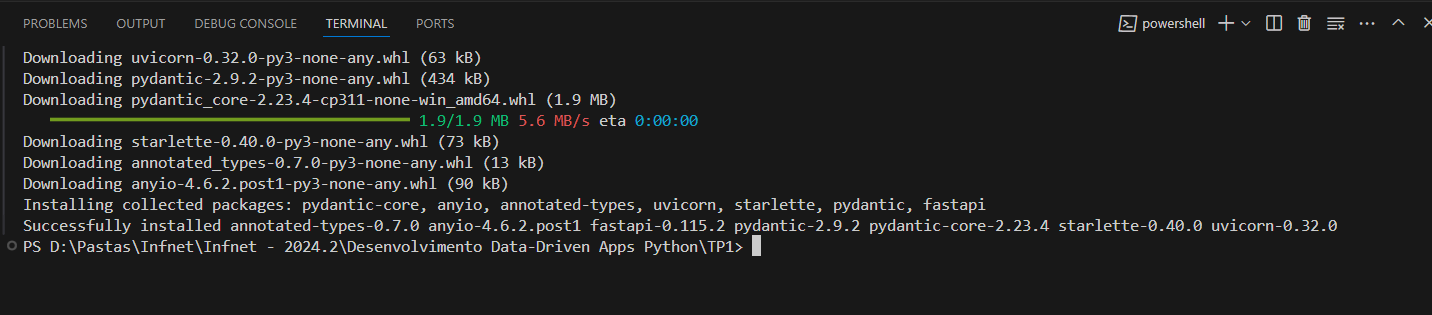 PROBLEMS OUTPUT DEBUG CONSOLE TERMINAL PORTS powershell
Downloading uvicorn-0.32.0-py3-none-any.whl (63 kB)
Downloading pydantic-2.9.2-py3-none-any.whl (434 kB)
Downloading pydantic_core-2.23.4-cp311-none-win_amd64.whl (1.9 MB)
1.9/1.9 MB 5.6 MB/s eta 0:00:00
Downloading starlette-0.40.0-py3-none-any.whl (73 kB)
Downloading annotated_types-0.7.0-py3-none-any.whl (13 kB)
Downloading anyio-4.6.2.post1-py3-none-any.whl (90 kB)
Installing collected packages: pydantic-core, anyio, annotated-types, uvicorn, starlette, pydantic, fastapi
Successfully installed annotated-types-0.7.0 anyio-4.6.2.post1 fastapi-0.115.2 pydantic-2.9.2 pydantic-core-2.23.4 starlette-0.40.0 uvicorn-0.32.0
PS D:\Pastas\Infnet\Infnet - 2024.2\Desenvolvimento Data-Driven Apps Python\TP1>